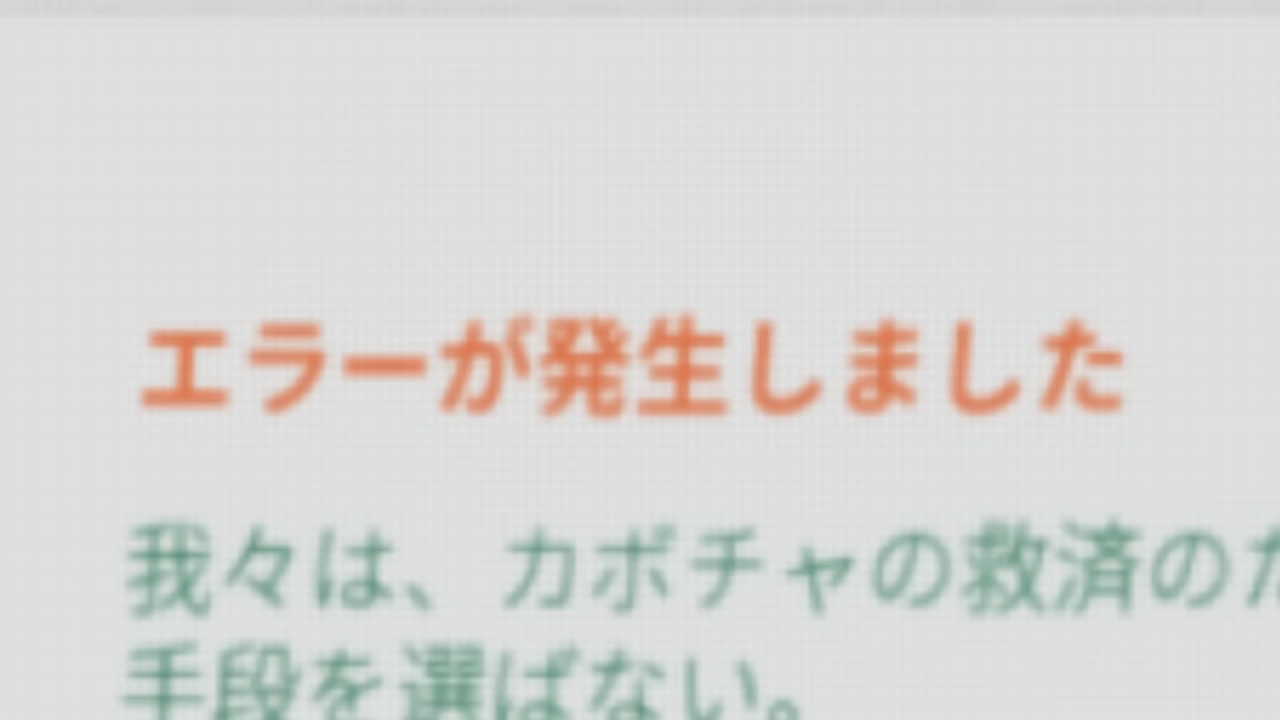 エラーが発生しました
我々は、カボチャの救済のた
手段を選ばない。